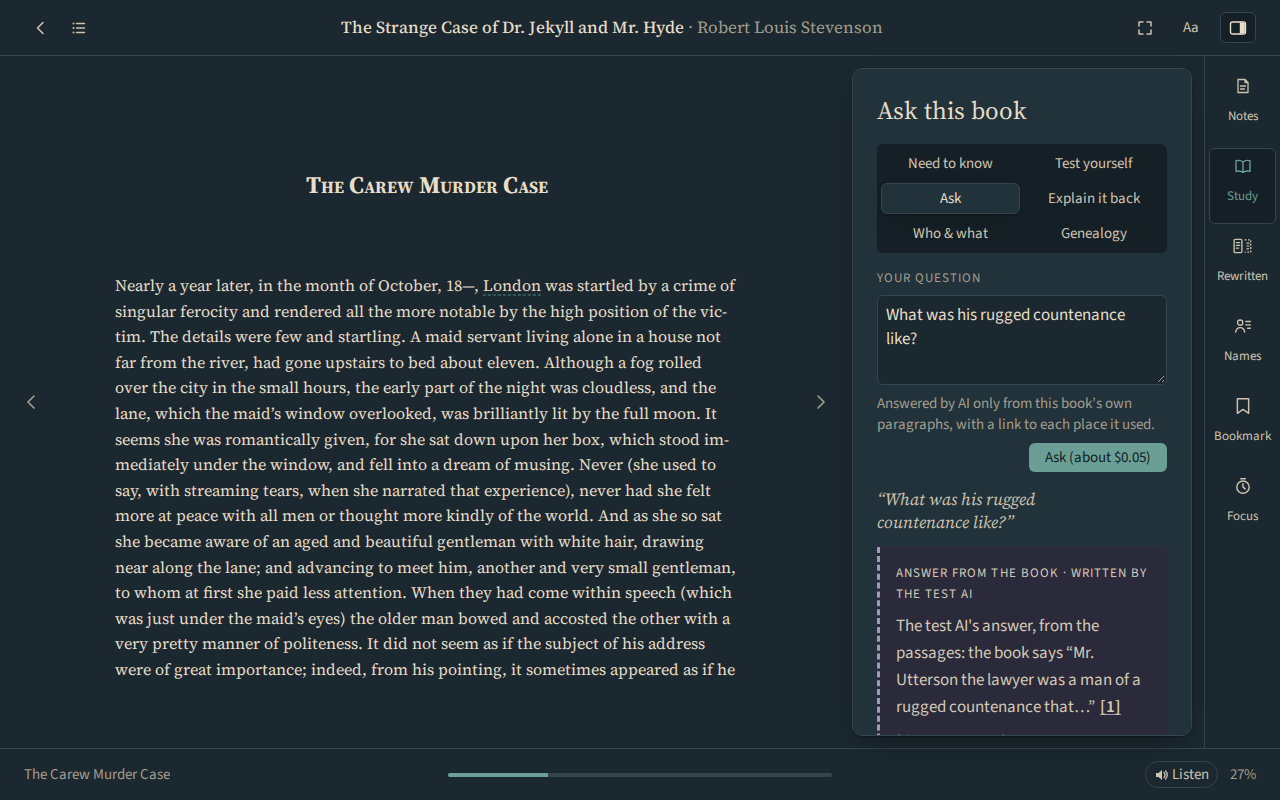 The Strange Case of Dr. Jekyll and Mr. Hyde · Robert Louis Stevenson
Aa
The Carew Murder Case
Nearly a year later, in the month of October, 18—, London was startled by a crime of
singular ferocity and rendered all the more notable by the high position of the vic-
tim. The details were few and startling. A maid servant living alone in a house not
far from the river, had gone upstairs to bed about eleven. Although a fog rolled
over the city in the small hours, the early part of the night was cloudless, and the
lane, which the maid’s window overlooked, was brilliantly lit by the full moon. It
seems she was romantically given, for she sat down upon her box, which stood im-
mediately under the window, and fell into a dream of musing. Never (she used to
say, with streaming tears, when she narrated that experience), never had she felt
more at peace with all men or thought more kindly of the world. And as she so sat
she became aware of an aged and beautiful gentleman with white hair, drawing
near along the lane; and advancing to meet him, another and very small gentleman,
to whom at first she paid less attention. When they had come within speech (which
was just under the maid’s eyes) the older man bowed and accosted the other with a
very pretty manner of politeness. It did not seem as if the subject of his address
were of great importance; indeed, from his pointing, it sometimes appeared as if he
Ask this book
Need to know
Test yourself
Ask
Explain it back
Who & what
Genealogy
YOUR QUESTION
What was his rugged countenance
like?
Answered by AI only from this book’s own
paragraphs, with a link to each place it used.
Ask (about $0.05)
“What was his rugged
countenance like?”
ANSWER FROM THE BOOK · WRITTEN BY
THE TEST AI
The test AI's answer, from the
passages: the book says “Mr.
Utterson the lawyer was a man of a
rugged countenance that…” [1]
Notes
Study
Rewritten
Names
Bookmark
Focus
The Carew Murder Case
Listen
27%